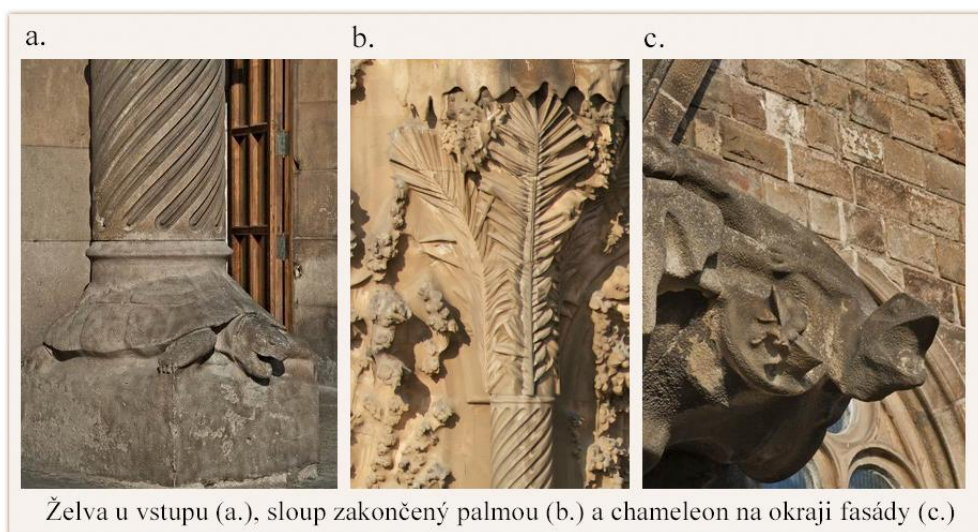 a.
b.
c.
Želva u vstupu (a.), sloup zakončený palmou (b.) a chameleon na okraji fasády (c.)